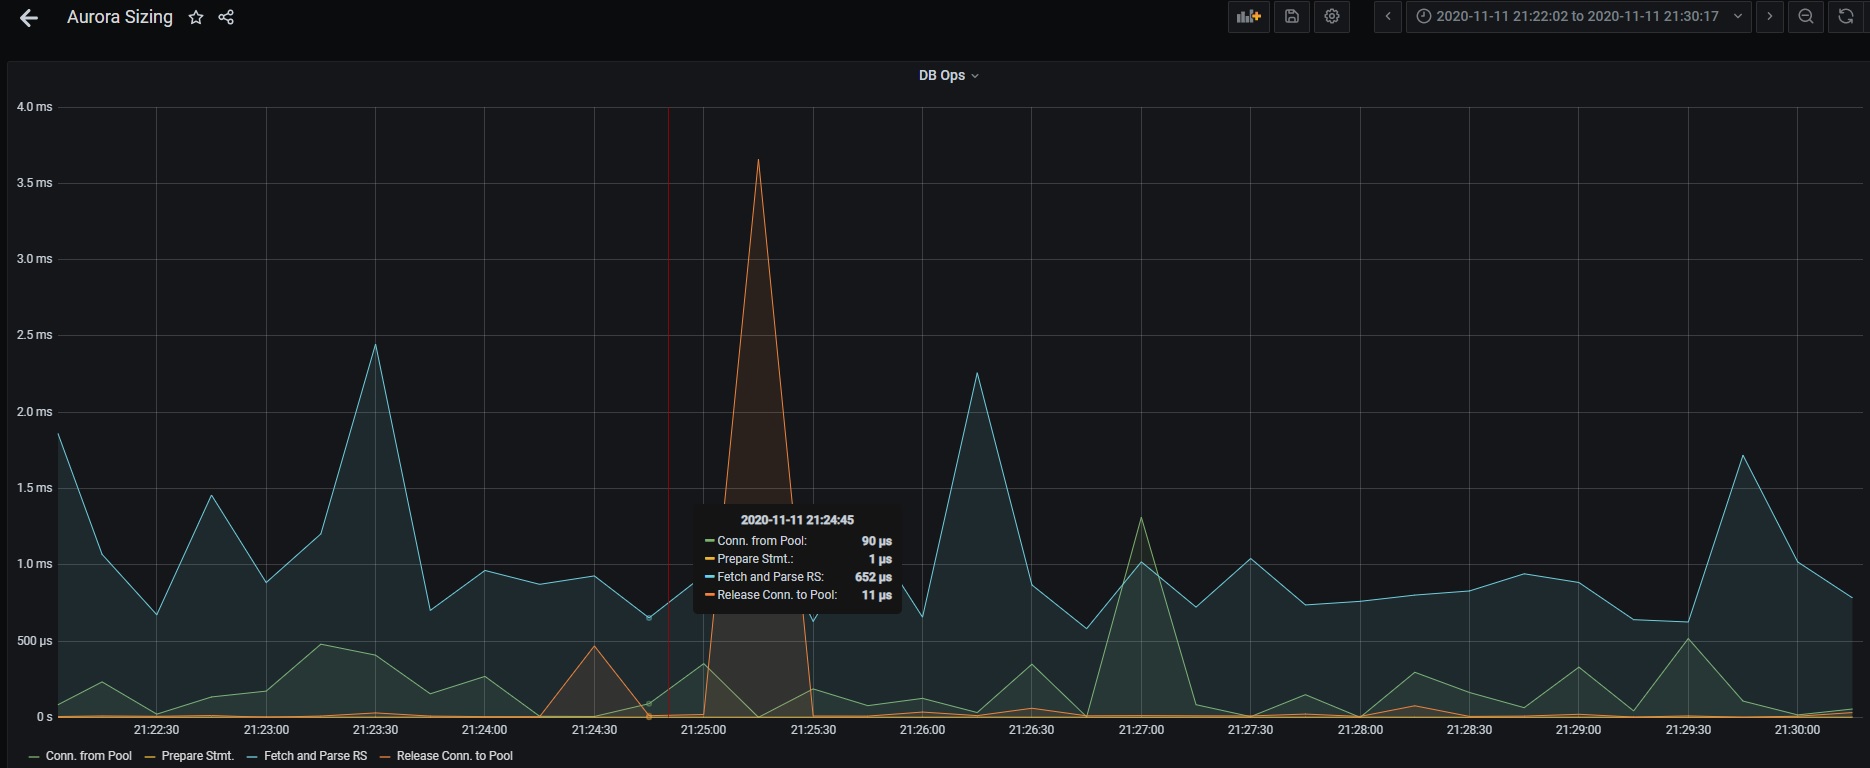 Aurora Sizing
2020-11-11 21:22:02 to 2020-11-11 21:30:17
DB Ops
4.0 ms
3.5 ms
3.0 ms
2.5 ms
2.0 ms
1.5 ms
1.0 ms
500 µs
0 s
2020-11-11 21:24:45
Conn. from Pool: 90 µs
Prepare Stmt.: 1 µs
Fetch and Parse RS: 652 µs
Release Conn. to Pool: 11 µs
21:22:30 21:23:00 21:23:30 21:24:00 21:24:30 21:25:00 21:25:30 21:26:00 21:26:30 21:27:00 21:27:30 21:28:00 21:28:30 21:29:00 21:29:30 21:30:00
Conn. from Pool Prepare Stmt. Fetch and Parse RS Release Conn. to Pool